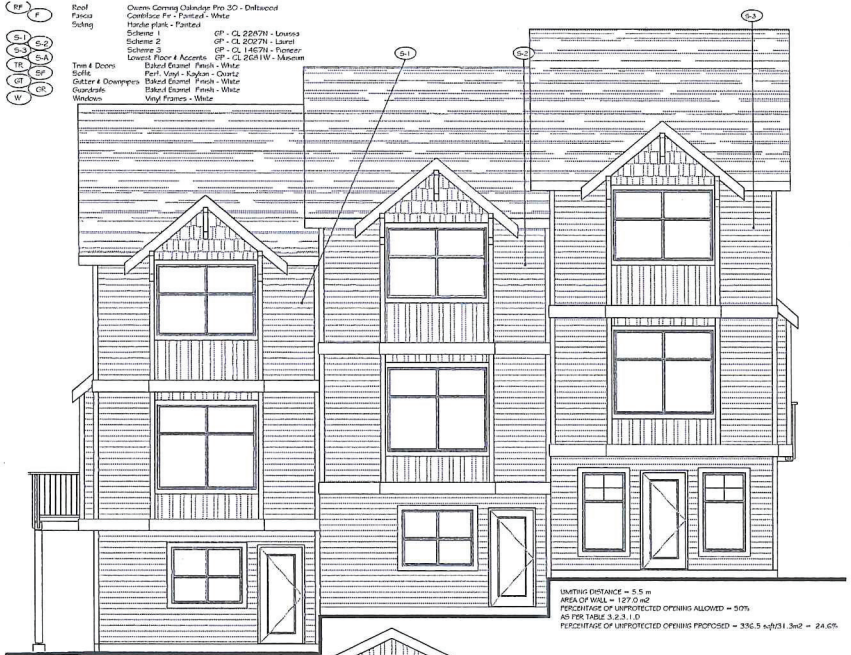 RF Roof Owens Corning Oakridge Pro 30 - Driftwood
F Fascia Combface Fir - Painted - White
Siding Hardie plank - Painted
S-1 Scheme 1 GP - CL 2287N - Louisa
S-2 Scheme 2 GP - CL 2027N - Laurel
S-3 Scheme 3 GP - CL 1467N - Pioneer
S-A Lowest Floor & Accents GP - CL 2681W - Museum
TR Trim & Doors Baked Enamel Finish - White
SF Soffit Perf. Vinyl - Kaykan - Quartz
GT Gutter & Downpipes Baked Enamel Finish - White
GR Guardrails Baked Enamel Finish - White
W Windows Vinyl Frames - White
S-1
S-2
S-3
LIMITING DISTANCE = 5.5 m
AREA OF WALL = 127.0 m2
PERCENTAGE OF UNPROTECTED OPENING ALLOWED = 50%
AS PER TABLE 3.2.3.1.D
PERCENTAGE OF UNPROTECTED OPENING PROPOSED = 336.5 sqft/31.3m2 = 24.6%